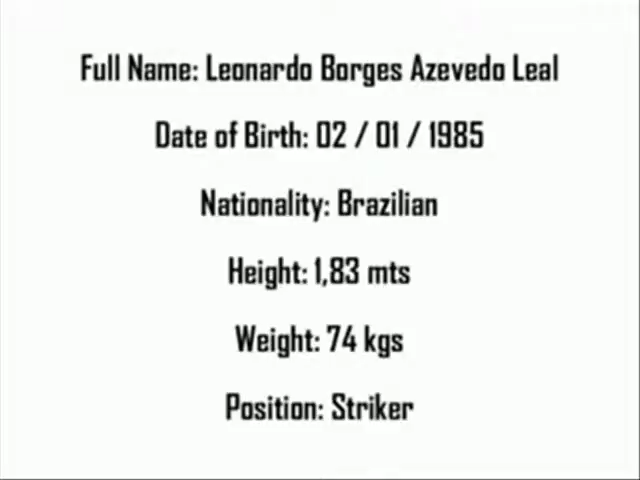 Full Name: Leonardo Borges Azevedo Leal
Date of Birth: 02 / 01 / 1985
Nationality: Brazilian
Height: 1,83 mts
Weight: 74 kgs
Position: Striker